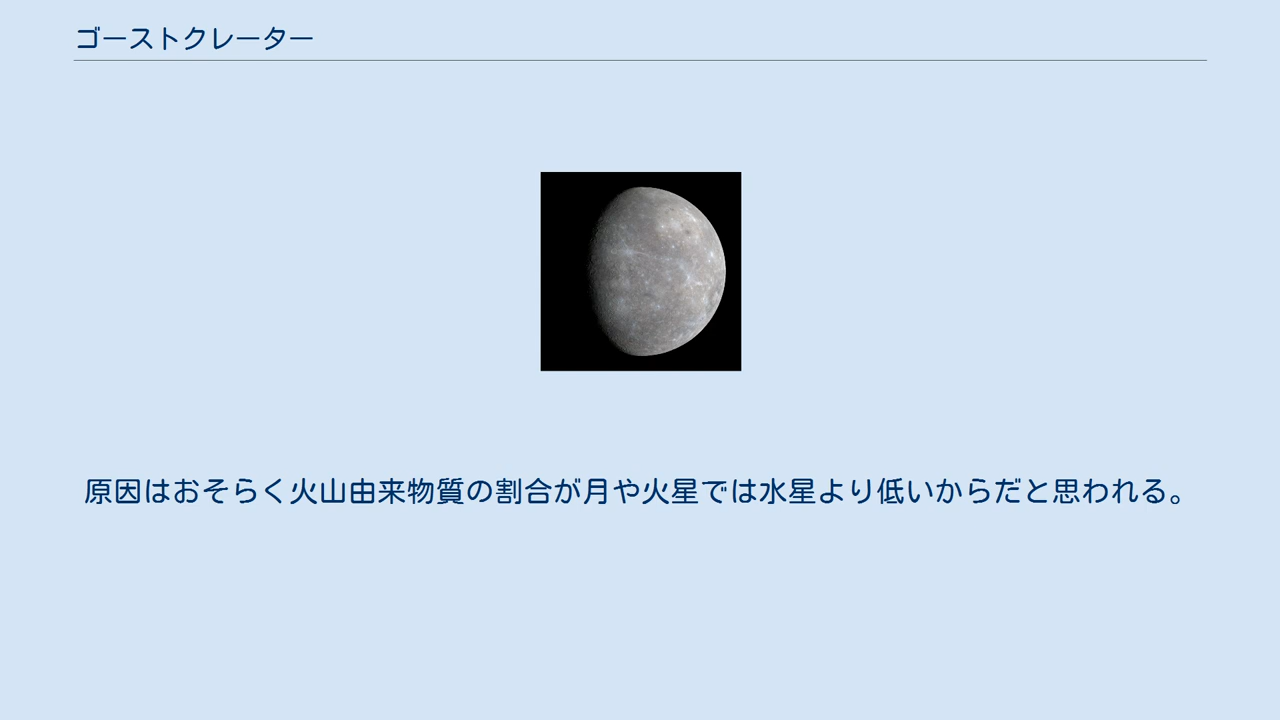 ゴーストクレーター
原因はおそらく火山由来物質の割合が月や火星では水星より低いからだと思われる。